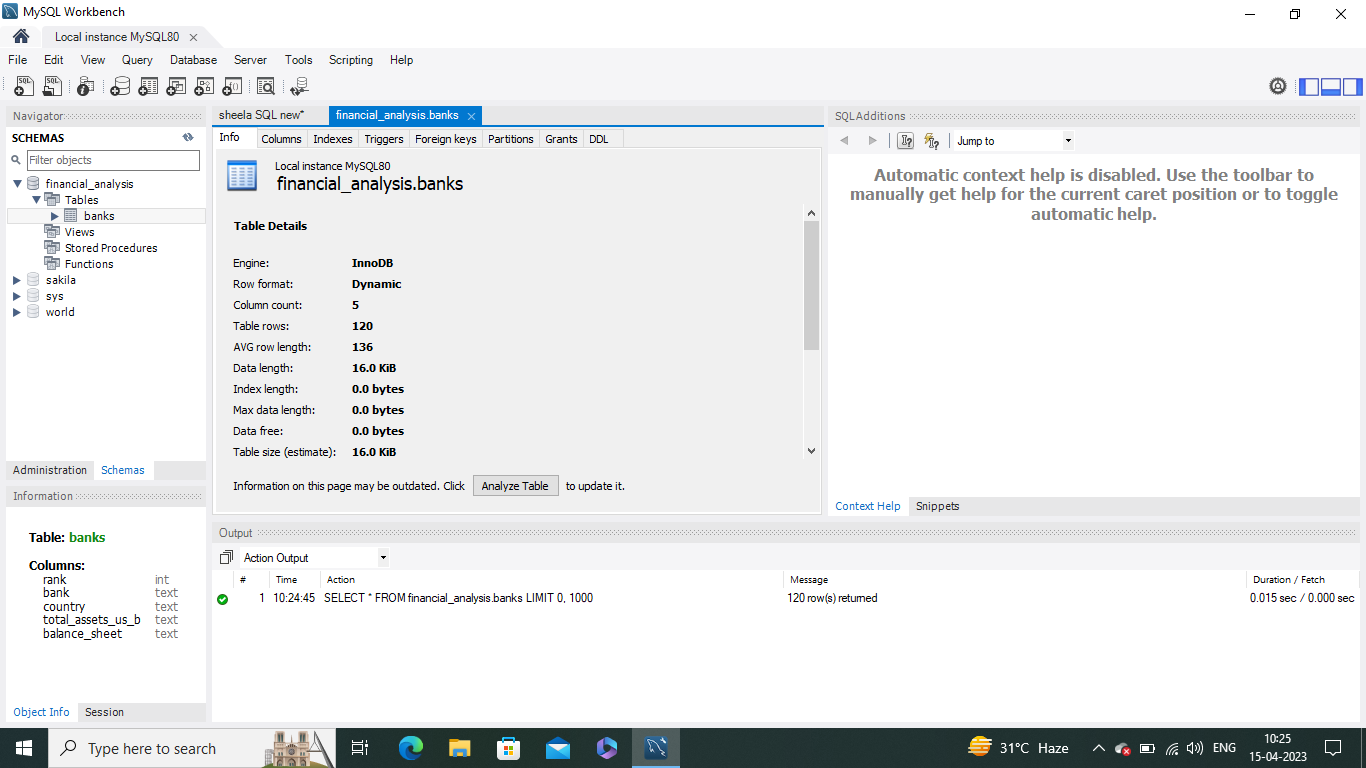 MySQL Workbench
Local instance MySQL80
File Edit View Query Database Server Tools Scripting Help
Navigator
SCHEMAS
Filter objects
financial_analysis
Tables
banks
Views
Stored Procedures
Functions
sakila
sys
world
Administration Schemas
Information
Table: banks
Columns:
rank int
bank text
country text
total_assets_us_b text
balance_sheet text
Object Info Session
sheela SQL new* financial_analysis.banks
Info Columns Indexes Triggers Foreign keys Partitions Grants DDL
Local instance MySQL80
financial_analysis.banks
Table Details
Engine: InnoDB
Row format: Dynamic
Column count: 5
Table rows: 120
AVG row length: 136
Data length: 16.0 KiB
Index length: 0.0 bytes
Max data length: 0.0 bytes
Data free: 0.0 bytes
Table size (estimate): 16.0 KiB
Information on this page may be outdated. Click Analyze Table to update it.
SQLAdditions
Jump to
Automatic context help is disabled. Use the toolbar to
manually get help for the current caret position or to toggle
automatic help.
Context Help Snippets
Output
Action Output
# Time Action Message Duration / Fetch
1 10:24:45 SELECT * FROM financial_analysis.banks LIMIT 0, 1000 120 row(s) returned 0.015 sec / 0.000 sec
Type here to search
31°C Haze
ENG
10:25
15-04-2023